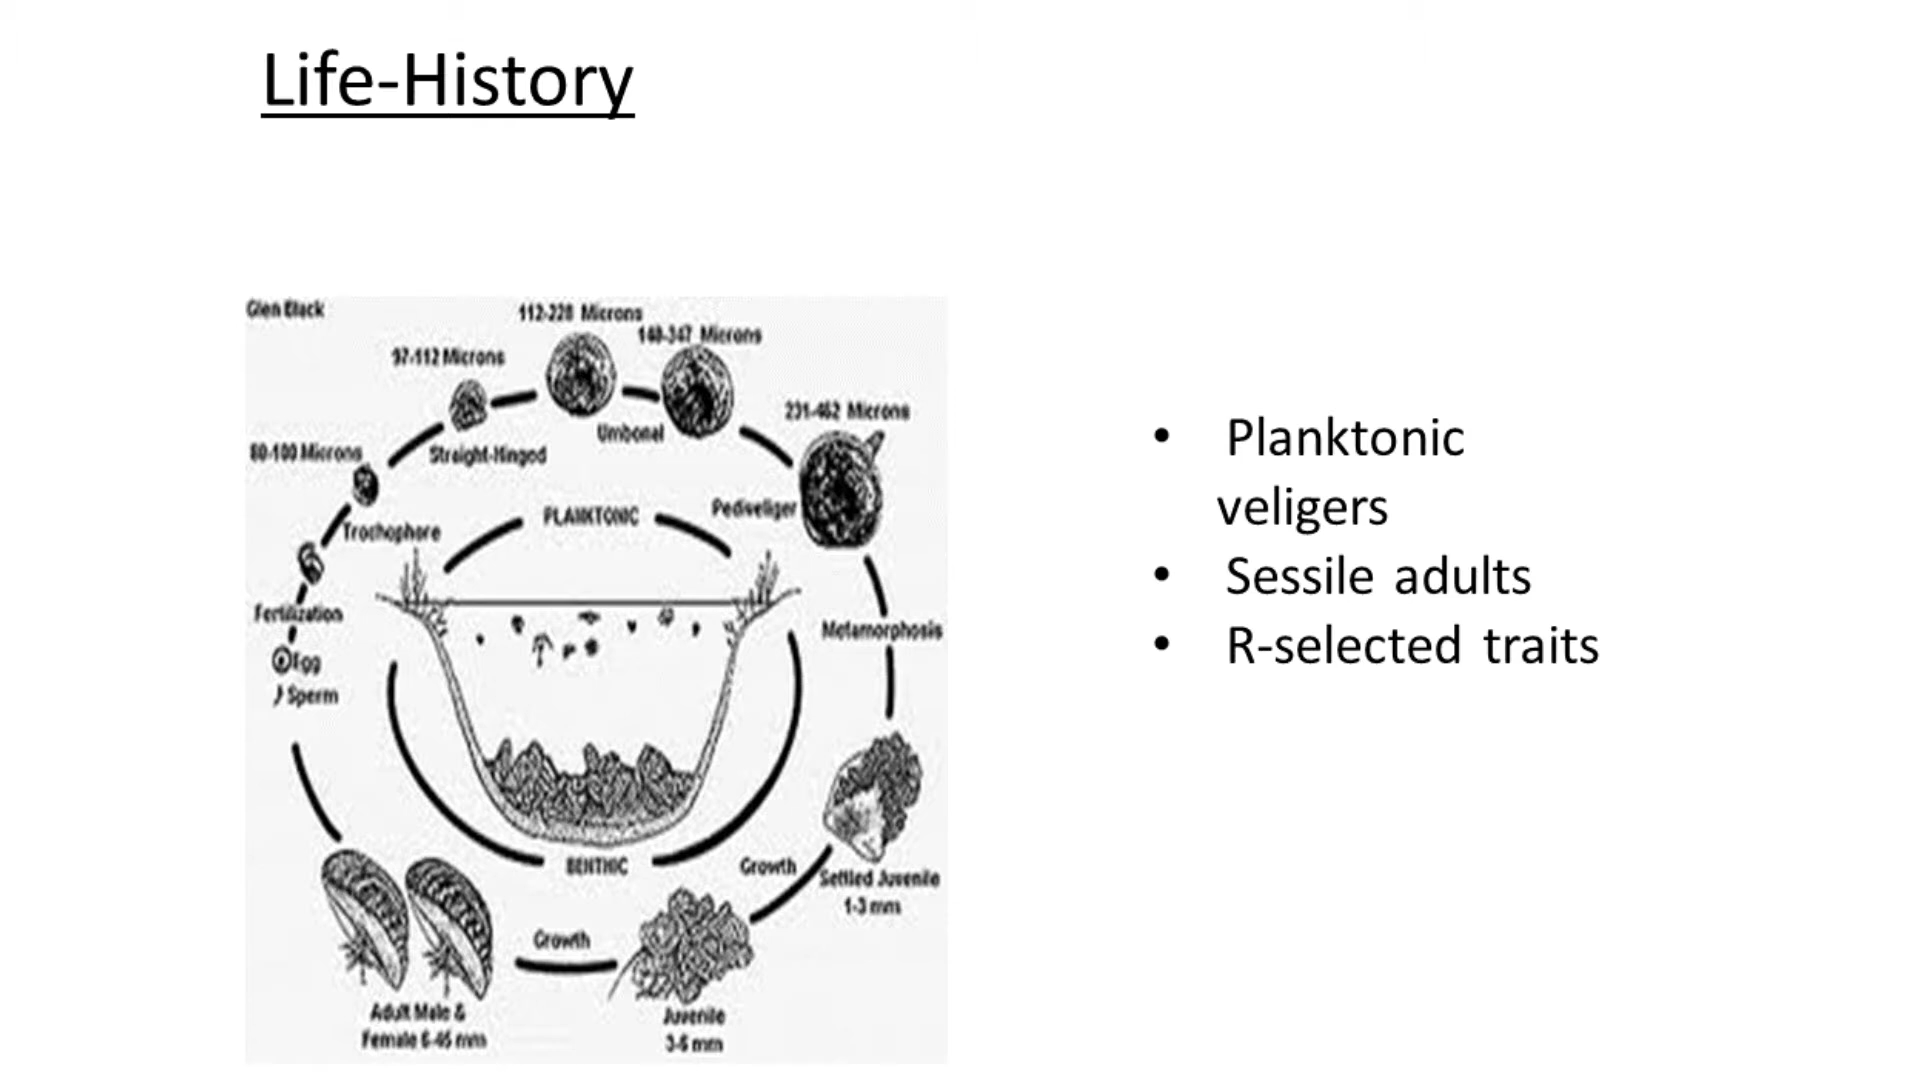 Life-History
Glen Black
112-220 Microns
140-347 Microns
97-112 Microns
231-462 Microns
Umbonal
80-100 Microns
Straight-Hinged
Pediveliger
PLANKTONIC
Trochophore
Fertilization
Metamorphosis
Egg
Sperm
BENTHIC
Growth
Settled Juvenile
1-3 mm
Growth
Adult Male &
Juvenile
Female 6-45 mm
3-6 mm
• Planktonic
veligers
• Sessile adults
• R-selected traits